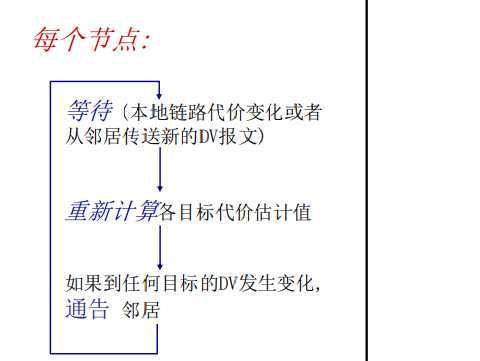 每个节点:
等待 (本地链路代价变化或者
从邻居传送新的DV报文)
重新计算各目标代价估计值
如果到任何目标的DV发生变化,
通告 邻居